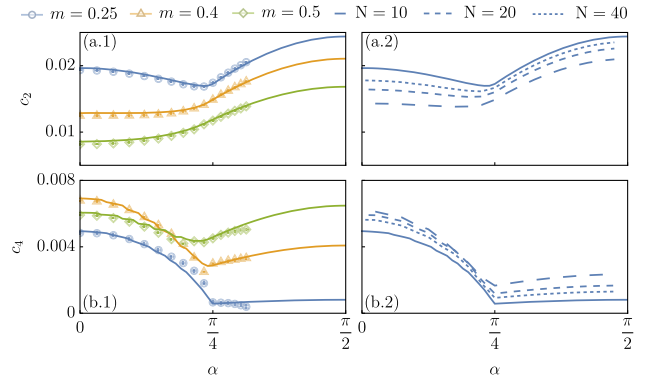 m = 0.25 m = 0.4 m = 0.5 N = 10 N = 20 N = 40
(a.1) (a.2)
0.02
c₂
0.01
0.008
c₄
0.004
0
(b.1) (b.2)
0 π/4 π/2 0 π/4 π/2
α α